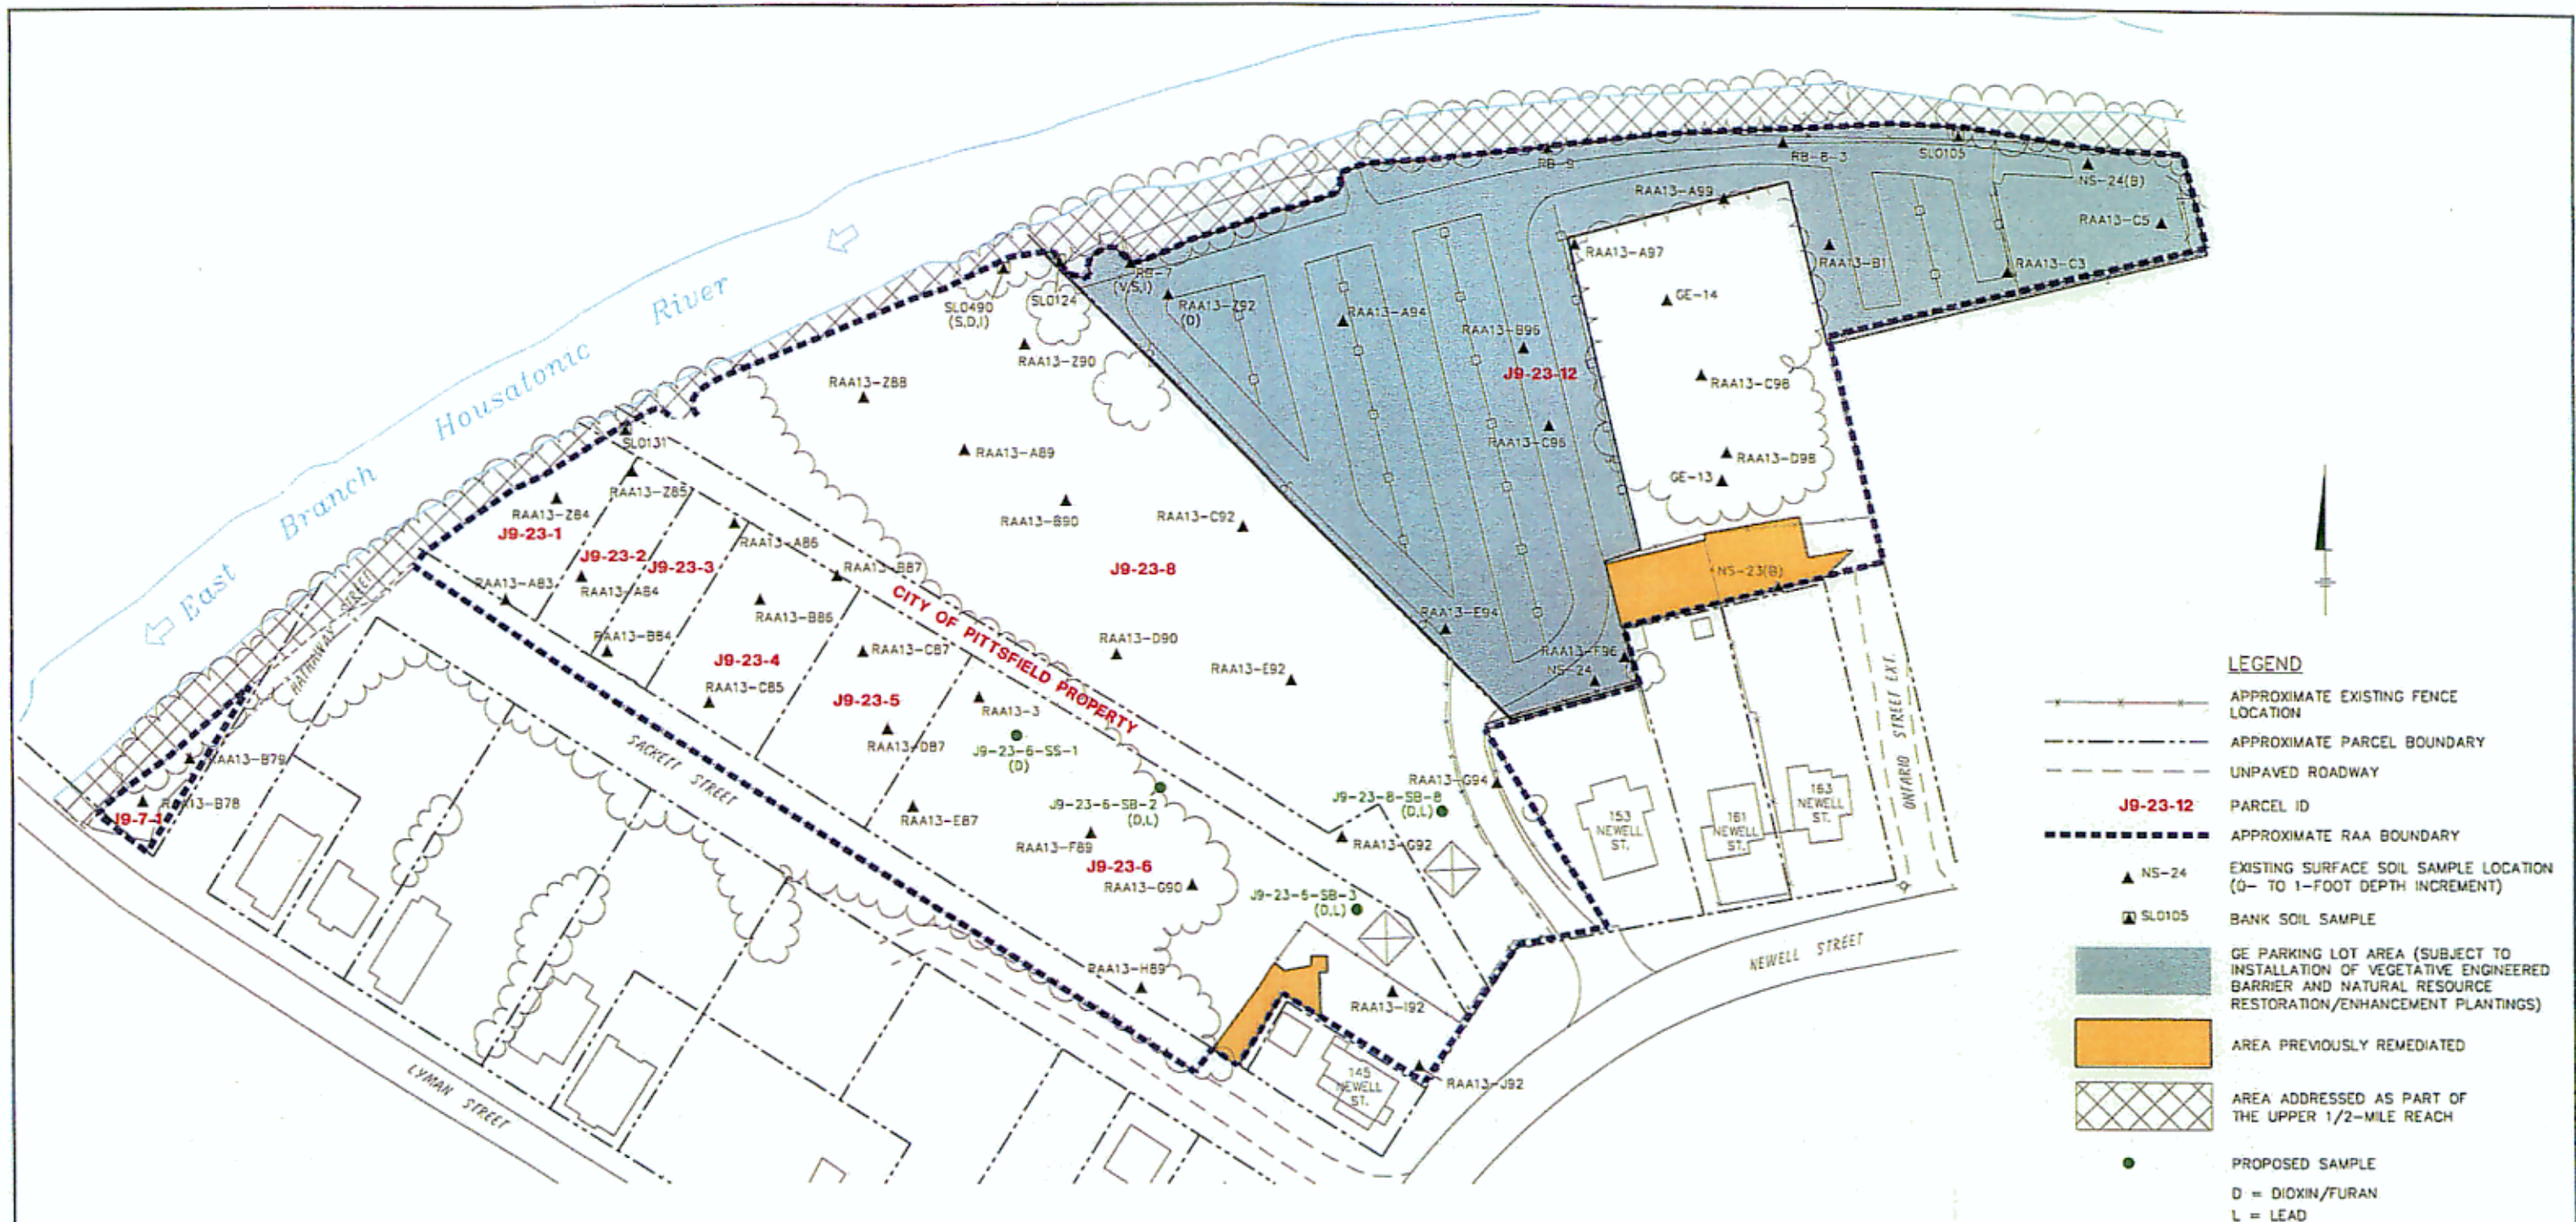 RB-9
RB-8-3
SL0105
NS-24(B)
RAA13-A99
RAA13-C5
RAA13-A97
RAA13-B1
RAA13-C3
GE-14
RB-7
(V,S,I)
SL0124
SL0490
(S,D,I)
RAA13-Z92
(D)
RAA13-A94
RAA13-B96
J9-23-12
RAA13-Z90
RAA13-Z88
RAA13-C98
RAA13-C96
RAA13-D98
GE-13
East Branch Housatonic River
SL0131
RAA13-A89
RAA13-Z85
RAA13-Z84
J9-23-1
RAA13-B90
RAA13-C92
RAA13-A86
J9-23-2
J9-23-3
J9-23-8
RAA13-B87
RAA13-A83
RAA13-A84
NS-23(B)
HATHAWAY STREET
RAA13-B86
CITY OF PITTSFIELD PROPERTY
RAA13-E94
RAA13-B84
RAA13-C87
RAA13-D90
RAA13-F96
NS-24
J9-23-4
RAA13-C85
RAA13-E92
J9-23-5
RAA13-3
RAA13-D87
J9-23-6-SS-1
(D)
SACKETT STREET
RAA13-B79
RAA13-B78
I9-7-1
RAA13-G94
J9-23-6-SB-2
(D,L)
J9-23-8-SB-8
(D,L)
RAA13-E87
RAA13-F89
RAA13-G92
J9-23-6
RAA13-G90
J9-23-6-SB-3
(D,L)
153
NEWELL
ST.
161
NEWELL
ST.
163
NEWELL
ST.
ONTARIO STREET EXT.
NEWELL STREET
RAA13-H89
RAA13-I92
RAA13-J92
145
NEWELL
ST.
LYMAN STREET
LEGEND
APPROXIMATE EXISTING FENCE
LOCATION
APPROXIMATE PARCEL BOUNDARY
UNPAVED ROADWAY
J9-23-12 PARCEL ID
APPROXIMATE RAA BOUNDARY
NS-24 EXISTING SURFACE SOIL SAMPLE LOCATION
(0- TO 1-FOOT DEPTH INCREMENT)
SL0105 BANK SOIL SAMPLE
GE PARKING LOT AREA (SUBJECT TO
INSTALLATION OF VEGETATIVE ENGINEERED
BARRIER AND NATURAL RESOURCE
RESTORATION/ENHANCEMENT PLANTINGS)
AREA PREVIOUSLY REMEDIATED
AREA ADDRESSED AS PART OF
THE UPPER 1/2-MILE REACH
PROPOSED SAMPLE
D = DIOXIN/FURAN
L = LEAD